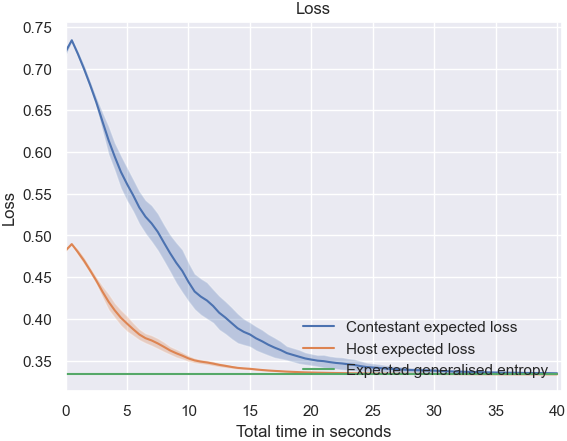 Loss
0.75
0.70
0.65
0.60
0.55
0.50
0.45
0.40
0.35
Loss
Contestant expected loss
Host expected loss
Expected generalised entropy
0 5 10 15 20 25 30 35 40
Total time in seconds